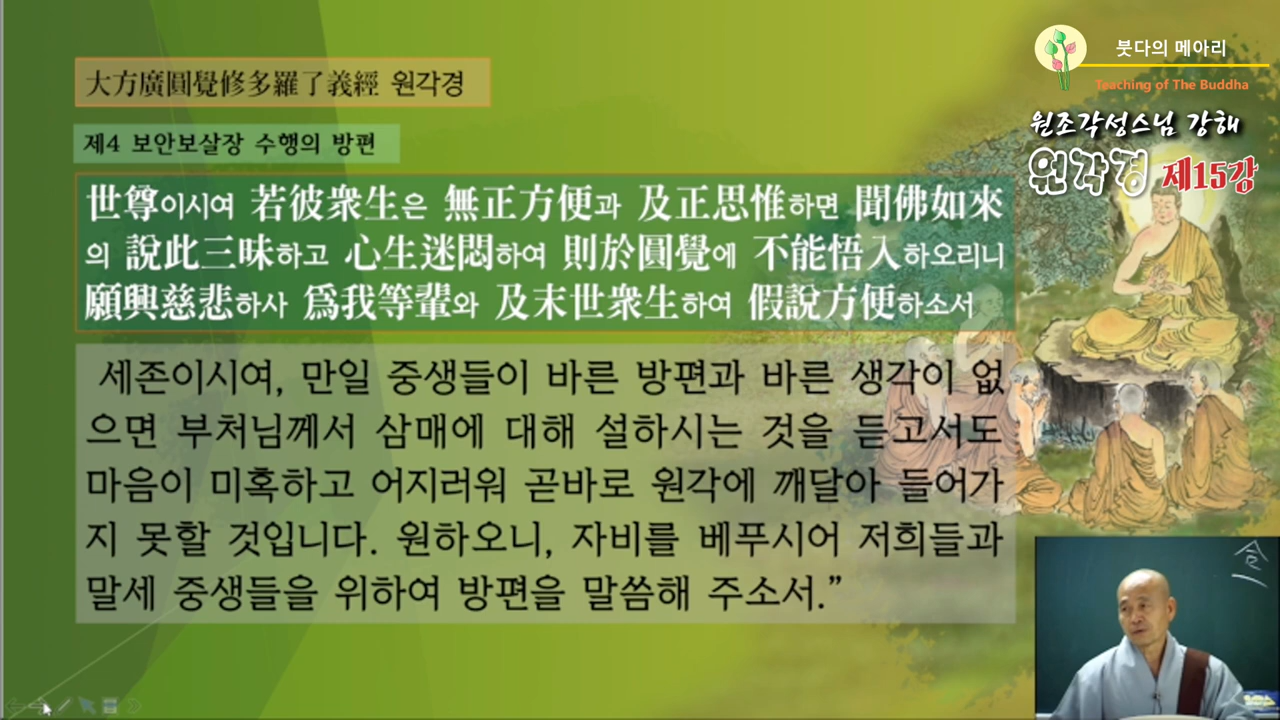 大方廣圓覺修多羅了義經 원각경
제4 보안보살장 수행의 방편
世尊이시여 若彼衆生은 無正方便과 及正思惟하면 聞佛如來
의 說此三昧하고 心生迷悶하여 則於圓覺에 不能悟入하오리니
願興慈悲하사 爲我等輩와 及末世衆生하여 假說方便하소서
세존이시여, 만일 중생들이 바른 방편과 바른 생각이 없
으면 부처님께서 삼매에 대해 설하시는 것을 듣고서도
마음이 미혹하고 어지러워 곧바로 원각에 깨달아 들어가
지 못할 것입니다. 원하오니, 자비를 베푸시어 저희들과
말세 중생들을 위하여 방편을 말씀해 주소서.”
붓다의 메아리
Teaching of The Buddha
원조각성스님 강해
원각경 제15강